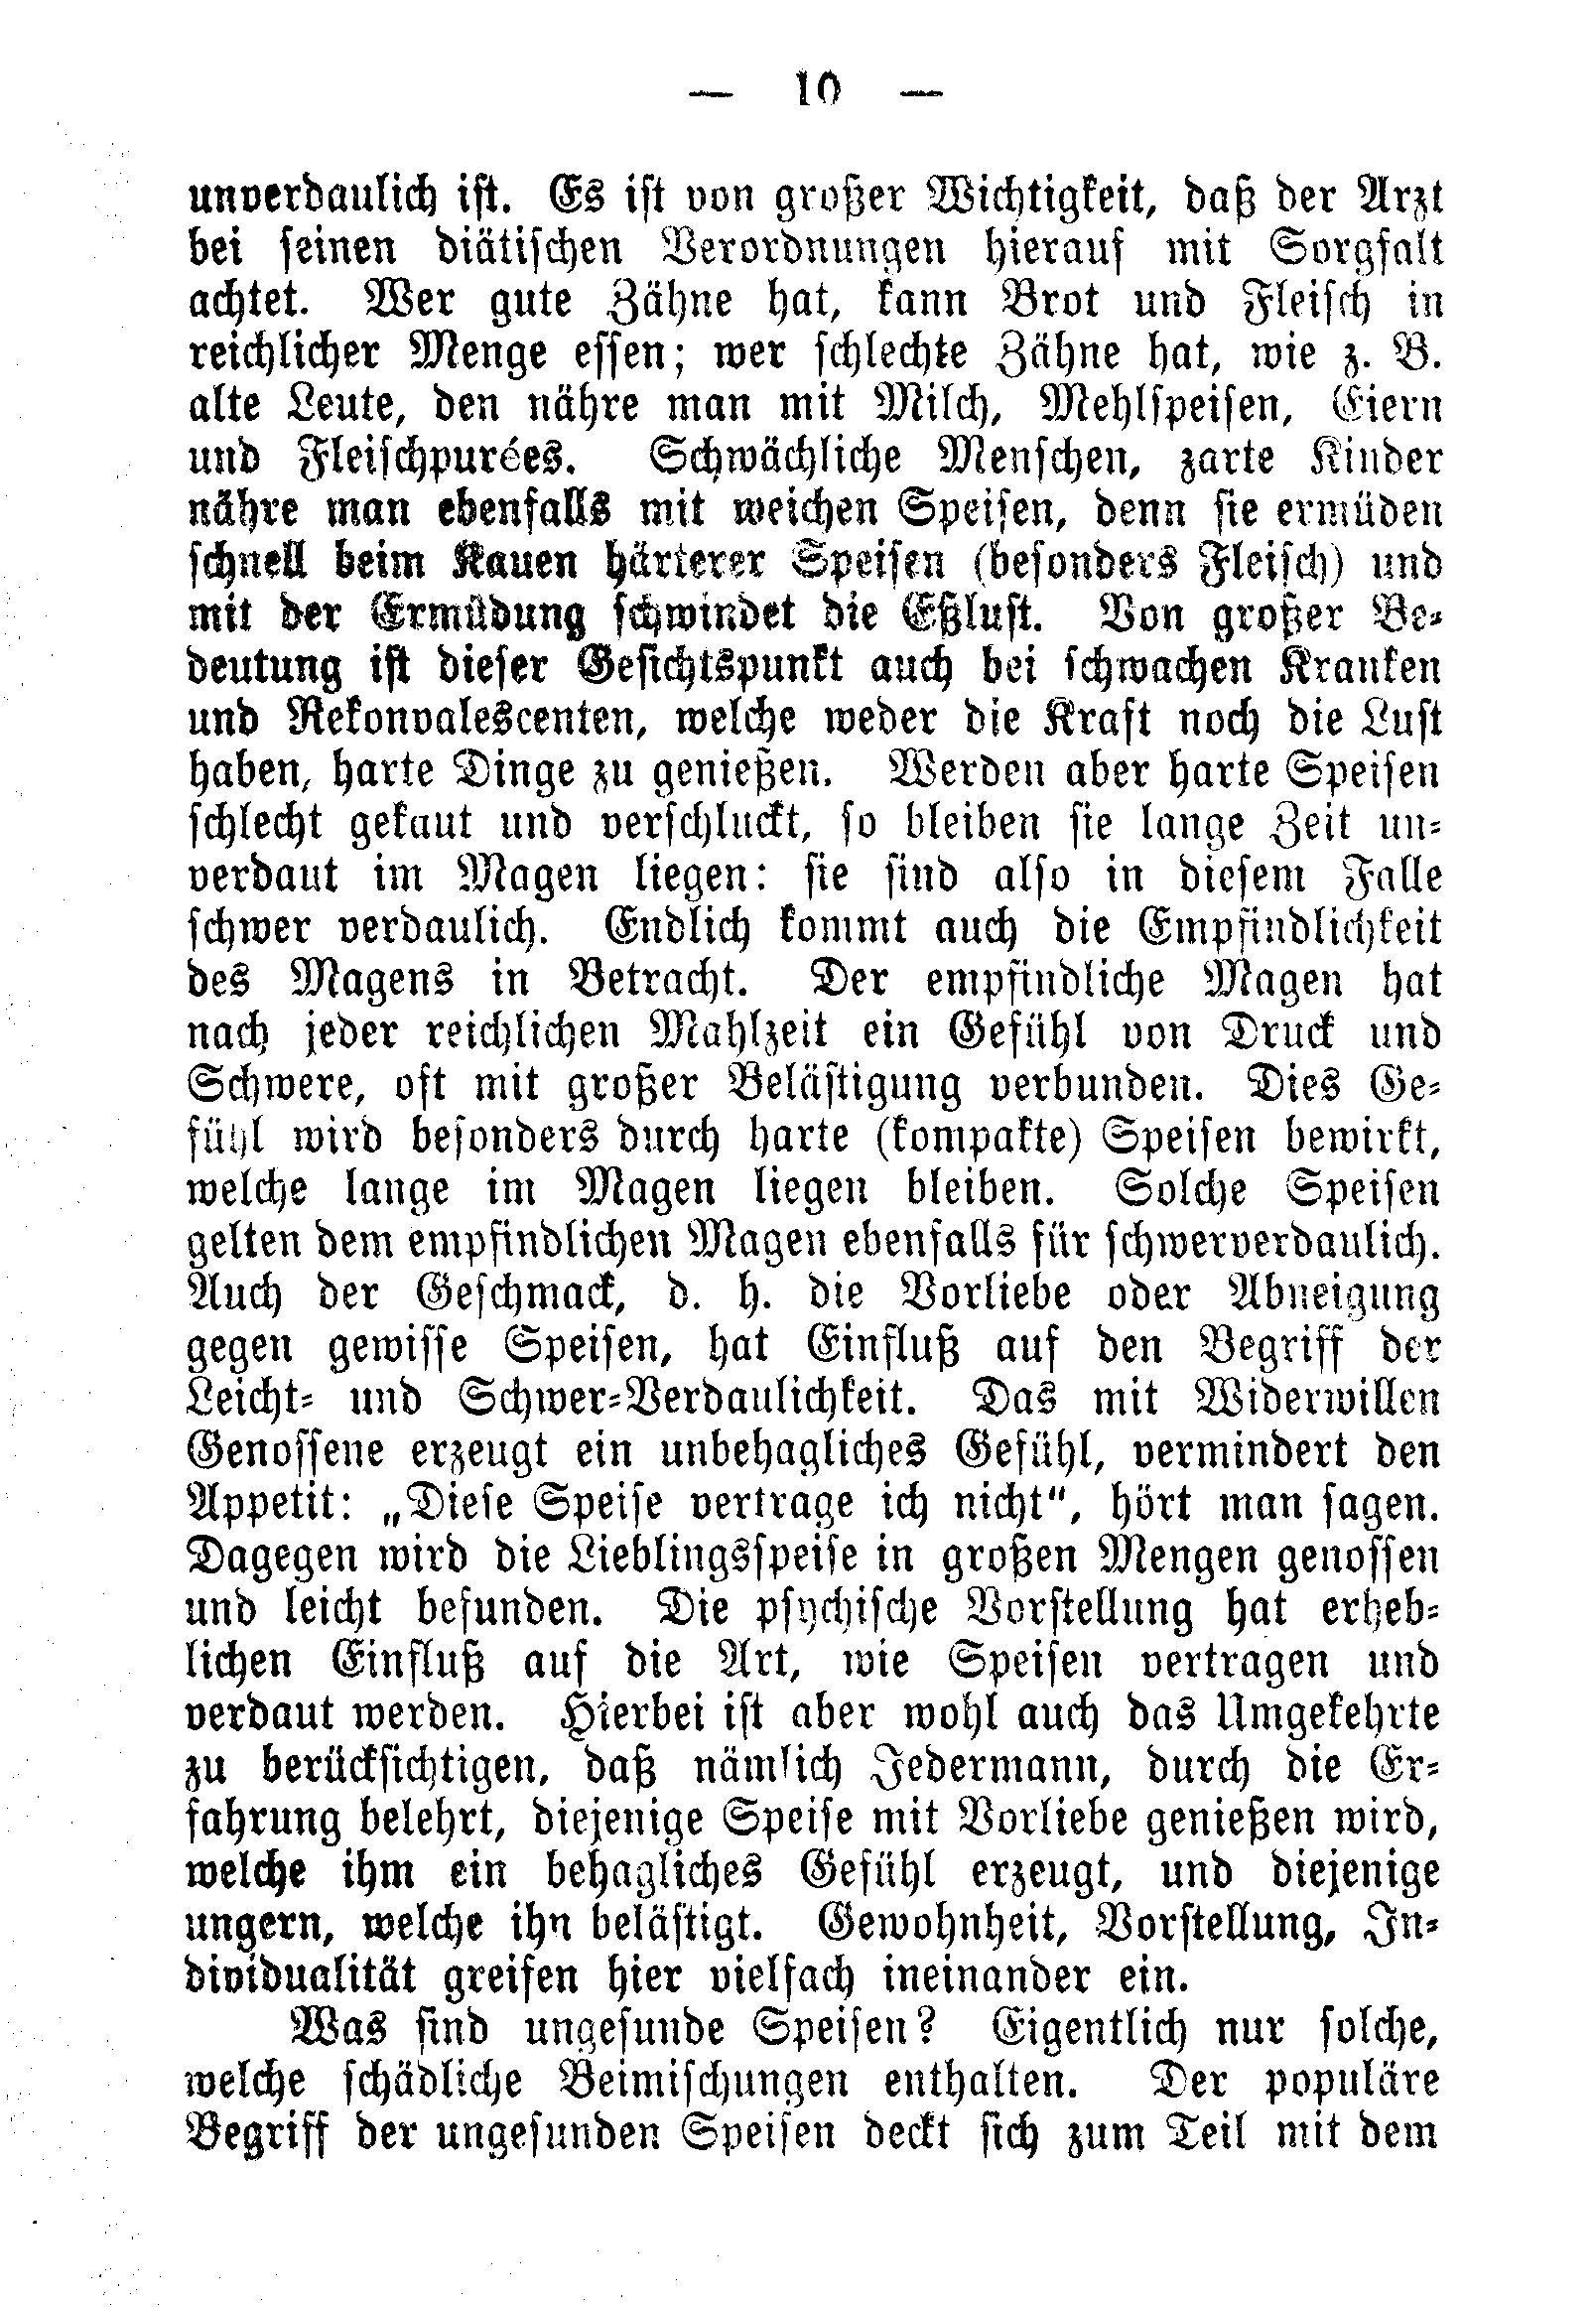 — 10 —
unverdaulich ist. Es ist von großer Wichtigkeit, daß der Arzt
bei seinen diätischen Verordnungen hierauf mit Sorgfalt
achtet. Wer gute Zähne hat, kann Brot und Fleisch in
reichlicher Menge essen; wer schlechte Zähne hat, wie z. B.
alte Leute, den nähre man mit Milch, Mehlspeisen, Eiern
und Fleischpurées. Schwächliche Menschen, zarte Kinder
nähre man ebenfalls mit weichen Speisen, denn sie ermüden
schnell beim Kauen härterer Speisen (besonders Fleisch) und
mit der Ermüdung schwindet die Eßlust. Von großer Be-
deutung ist dieser Gesichtspunkt auch bei schwachen Kranken
und Rekonvalescenten, welche weder die Kraft noch die Lust
haben, harte Dinge zu genießen. Werden aber harte Speisen
schlecht gekaut und verschluckt, so bleiben sie lange Zeit un-
verdaut im Magen liegen: sie sind also in diesem Falle
schwer verdaulich. Endlich kommt auch die Empfindlichkeit
des Magens in Betracht. Der empfindliche Magen hat
nach jeder reichlichen Mahlzeit ein Gefühl von Druck und
Schwere, oft mit großer Belästigung verbunden. Dies Ge-
fühl wird besonders durch harte (kompakte) Speisen bewirkt,
welche lange im Magen liegen bleiben. Solche Speisen
gelten dem empfindlichen Magen ebenfalls für schwerverdaulich.
Auch der Geschmack, d. h. die Vorliebe oder Abneigung
gegen gewisse Speisen, hat Einfluß auf den Begriff der
Leicht- und Schwer-Verdaulichkeit. Das mit Widerwillen
Genossene erzeugt ein unbehagliches Gefühl, vermindert den
Appetit: „Diese Speise vertrage ich nicht“, hört man sagen.
Dagegen wird die Lieblingsspeise in großen Mengen genossen
und leicht befunden. Die psychische Vorstellung hat erheb-
lichen Einfluß auf die Art, wie Speisen vertragen und
verdaut werden. Hierbei ist aber wohl auch das Umgekehrte
zu berücksichtigen, daß nämlich Jedermann, durch die Er-
fahrung belehrt, diejenige Speise mit Vorliebe genießen wird,
welche ihm ein behagliches Gefühl erzeugt, und diejenige
ungern, welche ihn belästigt. Gewohnheit, Vorstellung, In-
dividualität greifen hier vielfach ineinander ein.
Was sind ungesunde Speisen? Eigentlich nur solche,
welche schädliche Beimischungen enthalten. Der populäre
Begriff der ungesunden Speisen deckt sich zum Teil mit dem